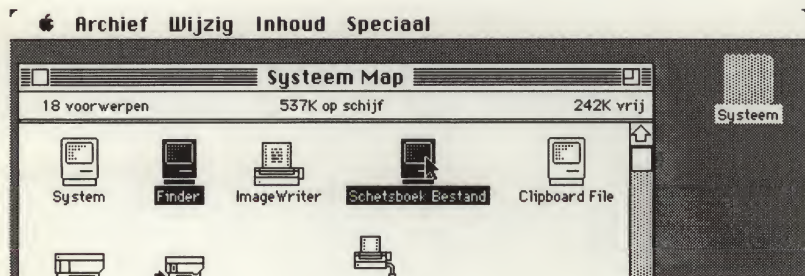 Archief Wijzig Inhoud Speciaal
Systeem Map
18 voorwerpen 537K op schijf 242K vrij
Systeem
System Finder ImageWriter Schetsboek Bestand Clipboard File